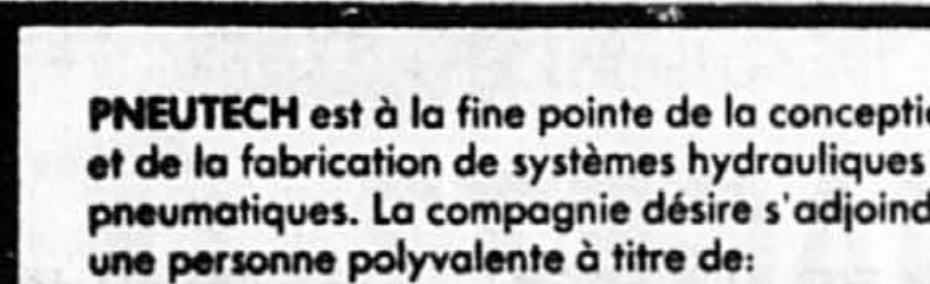 PNEUTECH est à la fine pointe de la concepti
et de la fabrication de systèmes hydrauliques
pneumatiques. La compagnie désire s'adjoind
une personne polyvalente à titre de: